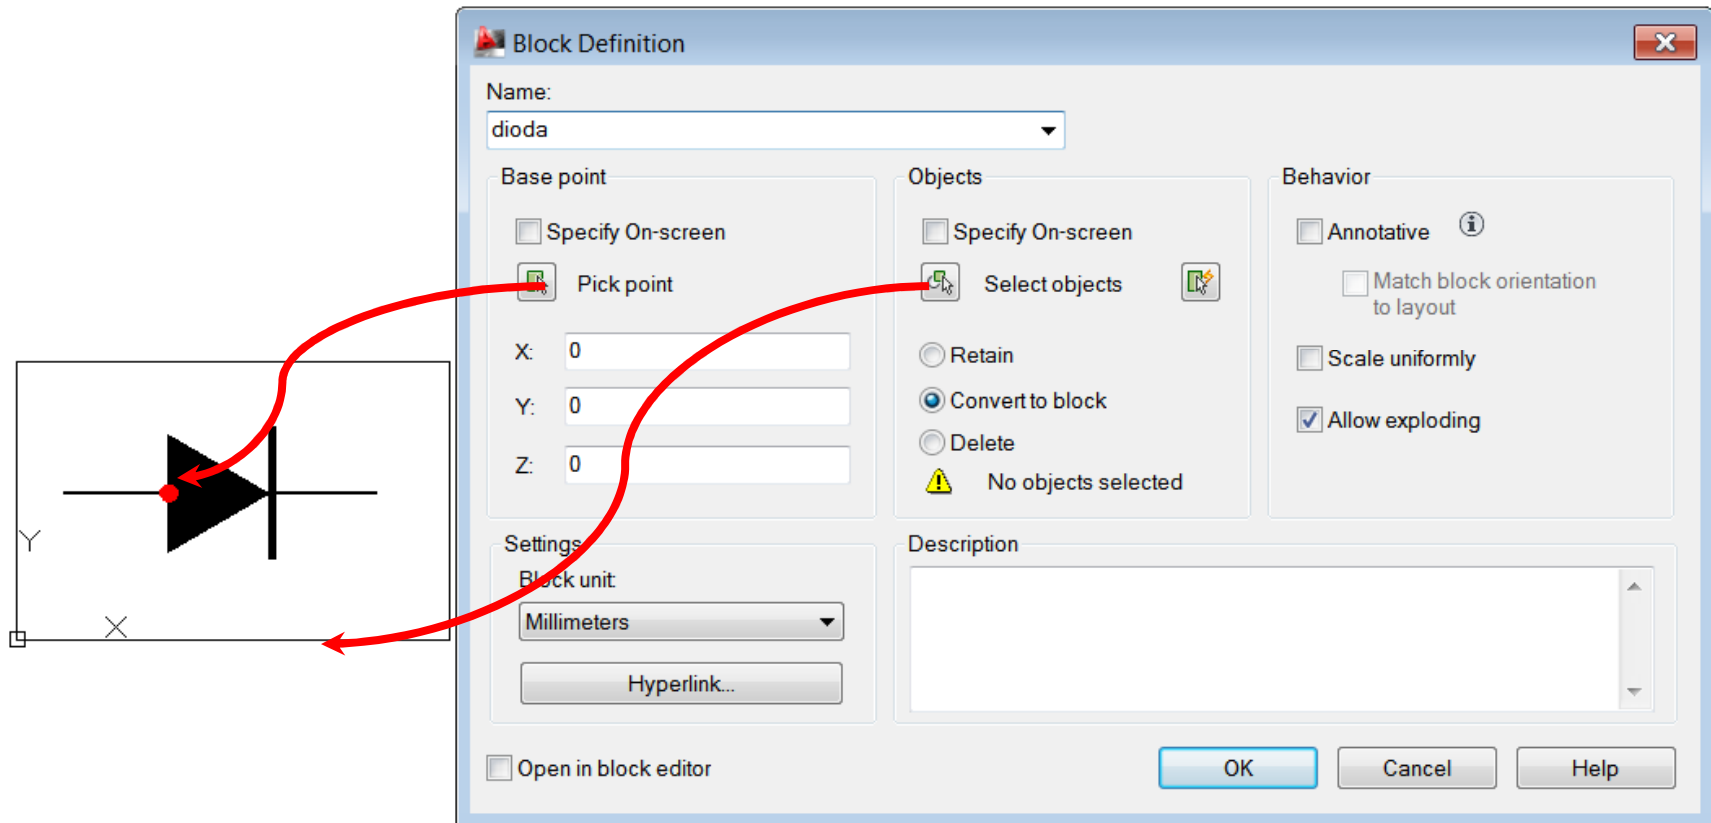 Block Definition
Name:
dioda
Base point
Specify On-screen
Pick point
X: 0
Y: 0
Z: 0
Objects
Specify On-screen
Select objects
Retain
Convert to block
Delete
No objects selected
Behavior
Annotative
Match block orientation
to layout
Scale uniformly
Allow exploding
Y
X
Settings
Block unit:
Millimeters
Hyperlink...
Description
Open in block editor
OK
Cancel
Help